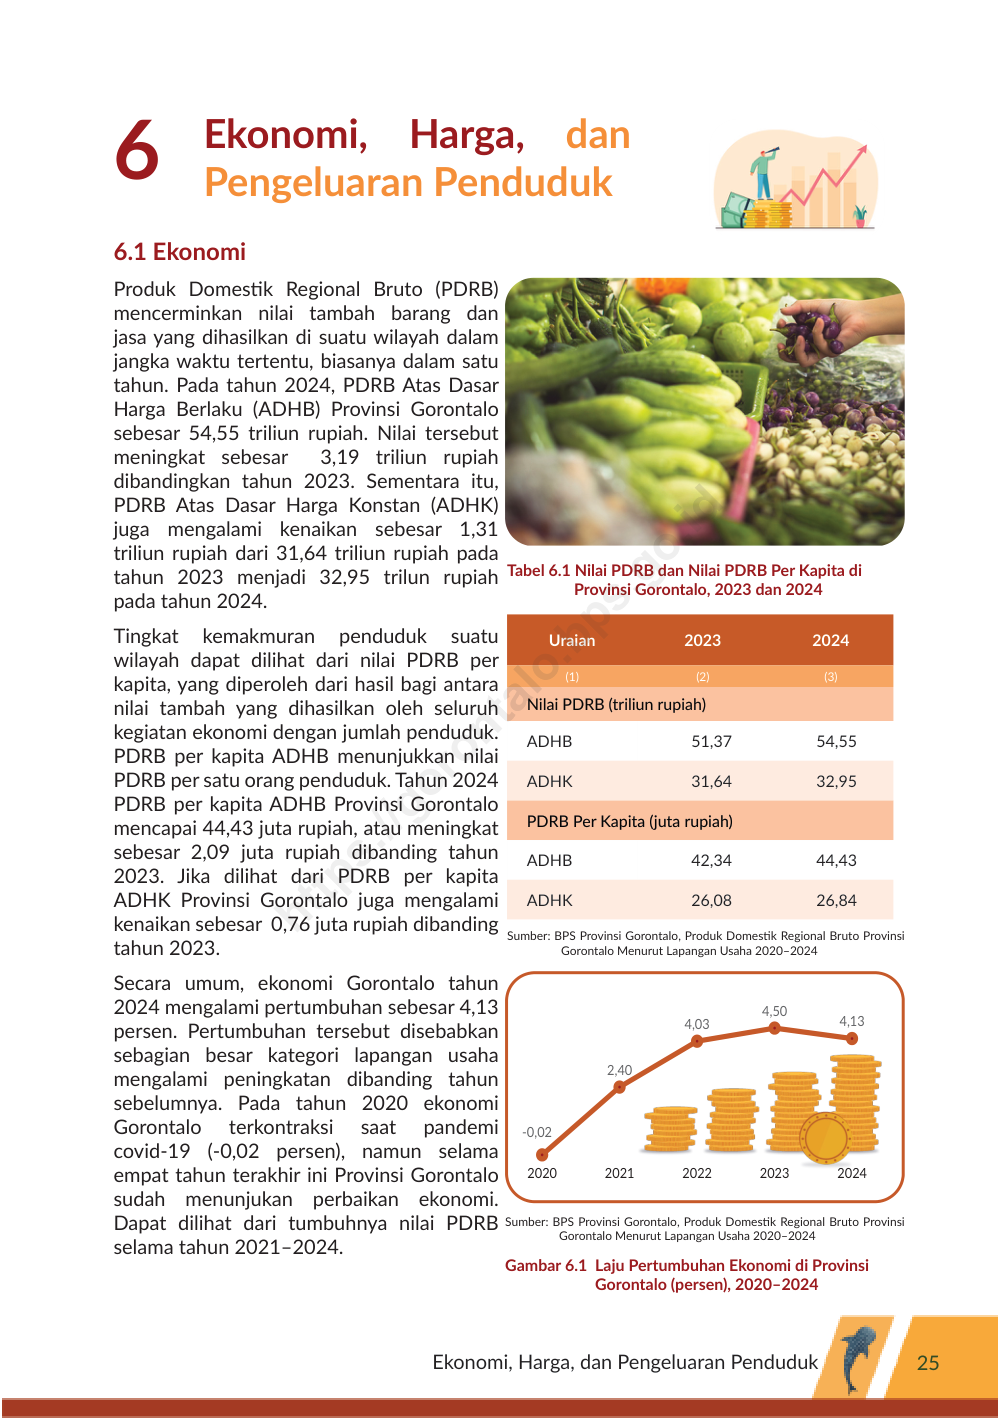 6
Ekonomi, Harga, dan
Pengeluaran Penduduk
6.1 Ekonomi
Produk Domestik Regional Bruto (PDRB)
mencerminkan nilai tambah barang dan
jasa yang dihasilkan di suatu wilayah dalam
jangka waktu tertentu, biasanya dalam satu
tahun. Pada tahun 2024, PDRB Atas Dasar
Harga Berlaku (ADHB) Provinsi Gorontalo
sebesar 54,55 triliun rupiah. Nilai tersebut
meningkat sebesar 3,19 triliun rupiah
dibandingkan tahun 2023. Sementara itu,
PDRB Atas Dasar Harga Konstan (ADHK)
juga mengalami kenaikan sebesar 1,31
triliun rupiah dari 31,64 triliun rupiah pada
tahun 2023 menjadi 32,95 trilun rupiah
pada tahun 2024.
Tingkat kemakmuran penduduk suatu
wilayah dapat dilihat dari nilai PDRB per
kapita, yang diperoleh dari hasil bagi antara
nilai tambah yang dihasilkan oleh seluruh
kegiatan ekonomi dengan jumlah penduduk.
PDRB per kapita ADHB menunjukkan nilai
PDRB per satu orang penduduk. Tahun 2024
PDRB per kapita ADHB Provinsi Gorontalo
mencapai 44,43 juta rupiah, atau meningkat
sebesar 2,09 juta rupiah dibanding tahun
2023. Jika dilihat dari PDRB per kapita
ADHK Provinsi Gorontalo juga mengalami
kenaikan sebesar 0,76 juta rupiah dibanding
tahun 2023.
Secara umum, ekonomi Gorontalo tahun
2024 mengalami pertumbuhan sebesar 4,13
persen. Pertumbuhan tersebut disebabkan
sebagian besar kategori lapangan usaha
mengalami peningkatan dibanding tahun
sebelumnya. Pada tahun 2020 ekonomi
Gorontalo terkontraksi saat pandemi
covid-19 (-0,02 persen), namun selama
empat tahun terakhir ini Provinsi Gorontalo
sudah menunjukan perbaikan ekonomi.
Dapat dilihat dari tumbuhnya nilai PDRB
selama tahun 2021–2024.
Tabel 6.1 Nilai PDRB dan Nilai PDRB Per Kapita di
Provinsi Gorontalo, 2023 dan 2024
Uraian 2023 2024
(1) (2) (3)
Nilai PDRB (triliun rupiah)
ADHB 51,37 54,55
ADHK 31,64 32,95
PDRB Per Kapita (juta rupiah)
ADHB 42,34 44,43
ADHK 26,08 26,84
Sumber: BPS Provinsi Gorontalo, Produk Domestik Regional Bruto Provinsi
Gorontalo Menurut Lapangan Usaha 2020–2024
-0,02 2,40 4,03 4,50 4,13
2020 2021 2022 2023 2024
Sumber: BPS Provinsi Gorontalo, Produk Domestik Regional Bruto Provinsi
Gorontalo Menurut Lapangan Usaha 2020–2024
Gambar 6.1 Laju Pertumbuhan Ekonomi di Provinsi
Gorontalo (persen), 2020–2024
Ekonomi, Harga, dan Pengeluaran Penduduk
25